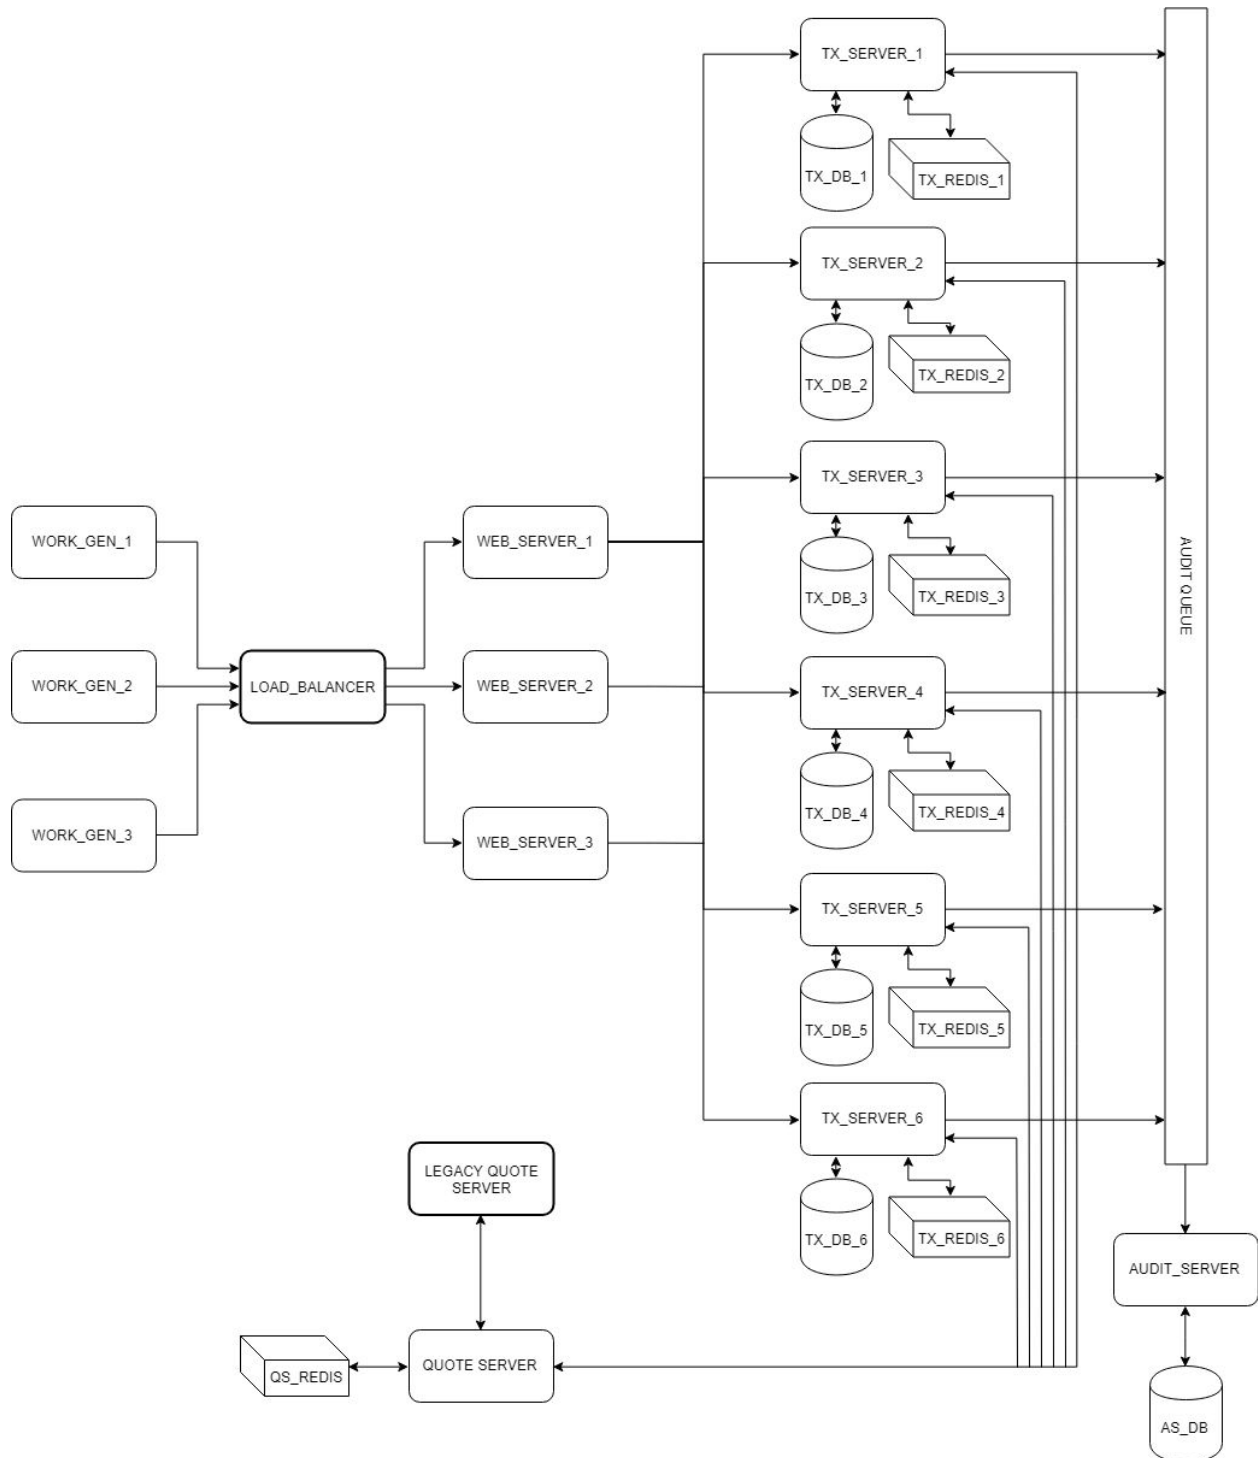 TX_SERVER_1
TX_DB_1
TX_REDIS_1
TX_SERVER_2
TX_DB_2
TX_REDIS_2
TX_SERVER_3
TX_DB_3
TX_REDIS_3
WORK_GEN_1
WEB_SERVER_1
AUDIT QUEUE
WORK_GEN_2
LOAD_BALANCER
WEB_SERVER_2
TX_SERVER_4
TX_DB_4
TX_REDIS_4
WORK_GEN_3
WEB_SERVER_3
TX_SERVER_5
TX_DB_5
TX_REDIS_5
TX_SERVER_6
TX_DB_6
TX_REDIS_6
LEGACY QUOTE
SERVER
AUDIT_SERVER
QS_REDIS
QUOTE SERVER
AS_DB